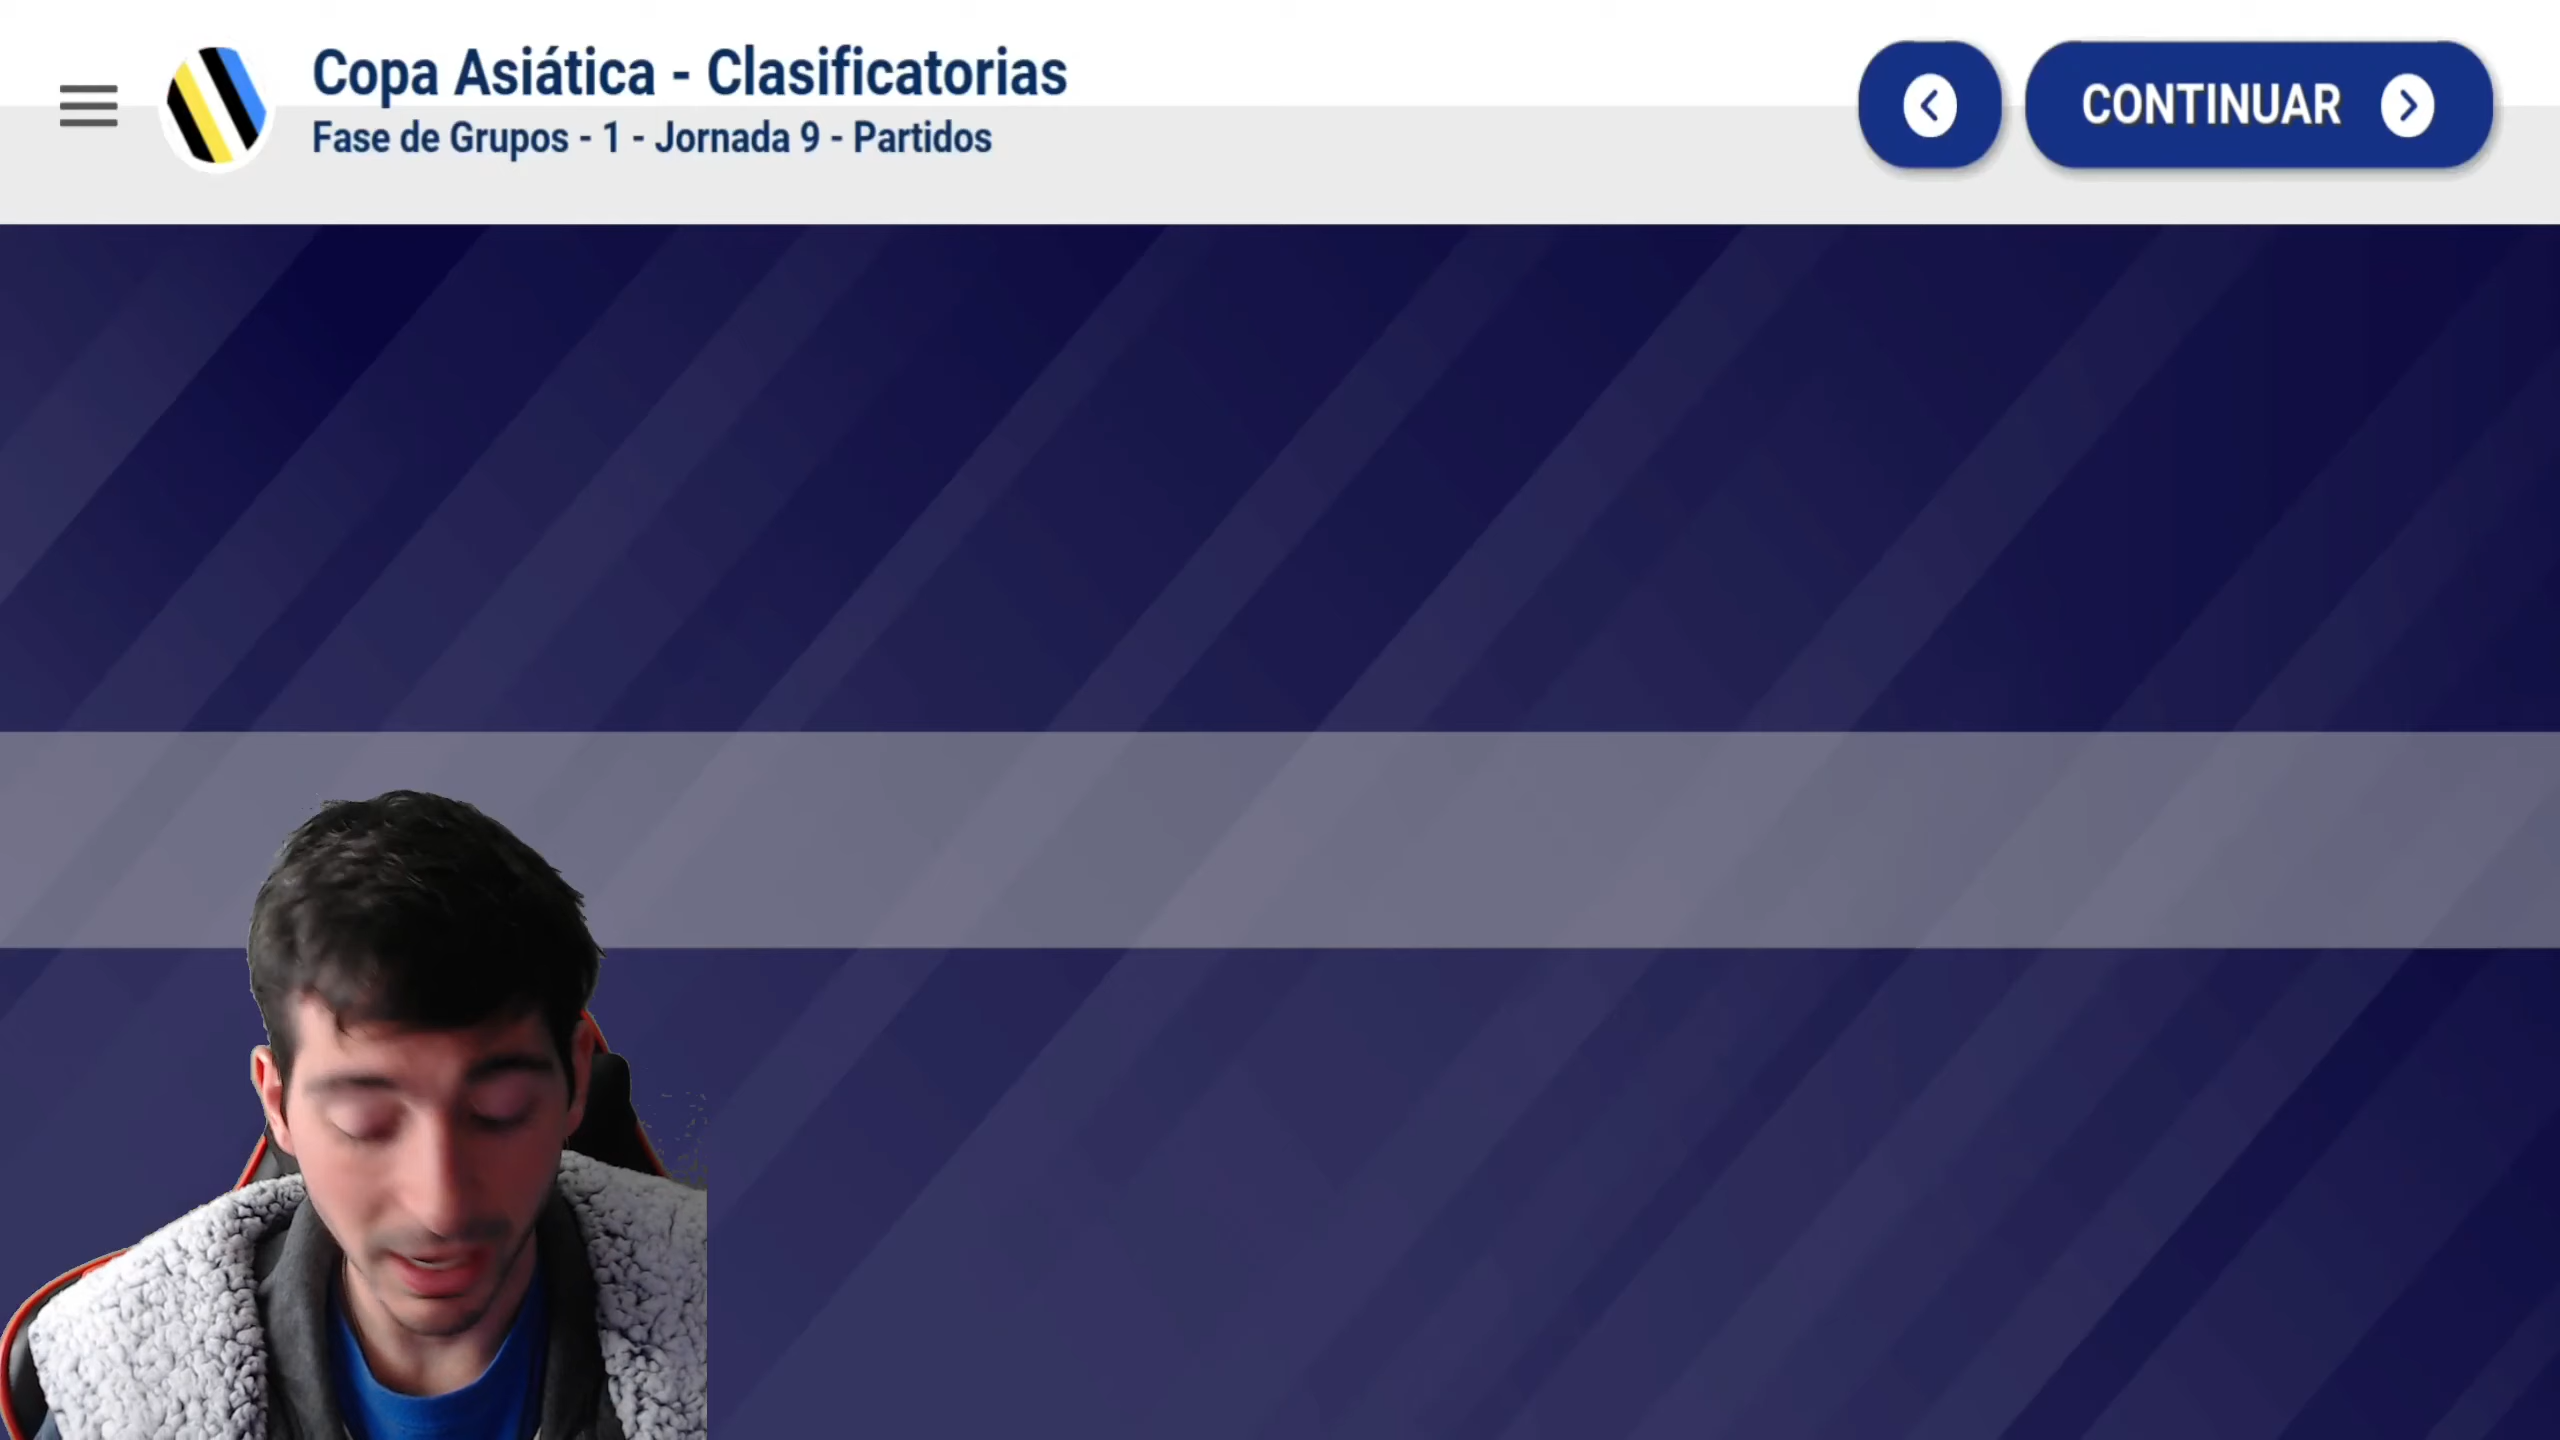 Copa Asiática - Clasificatorias
Fase de Grupos - 1 - Jornada 9 - Partidos
CONTINUAR